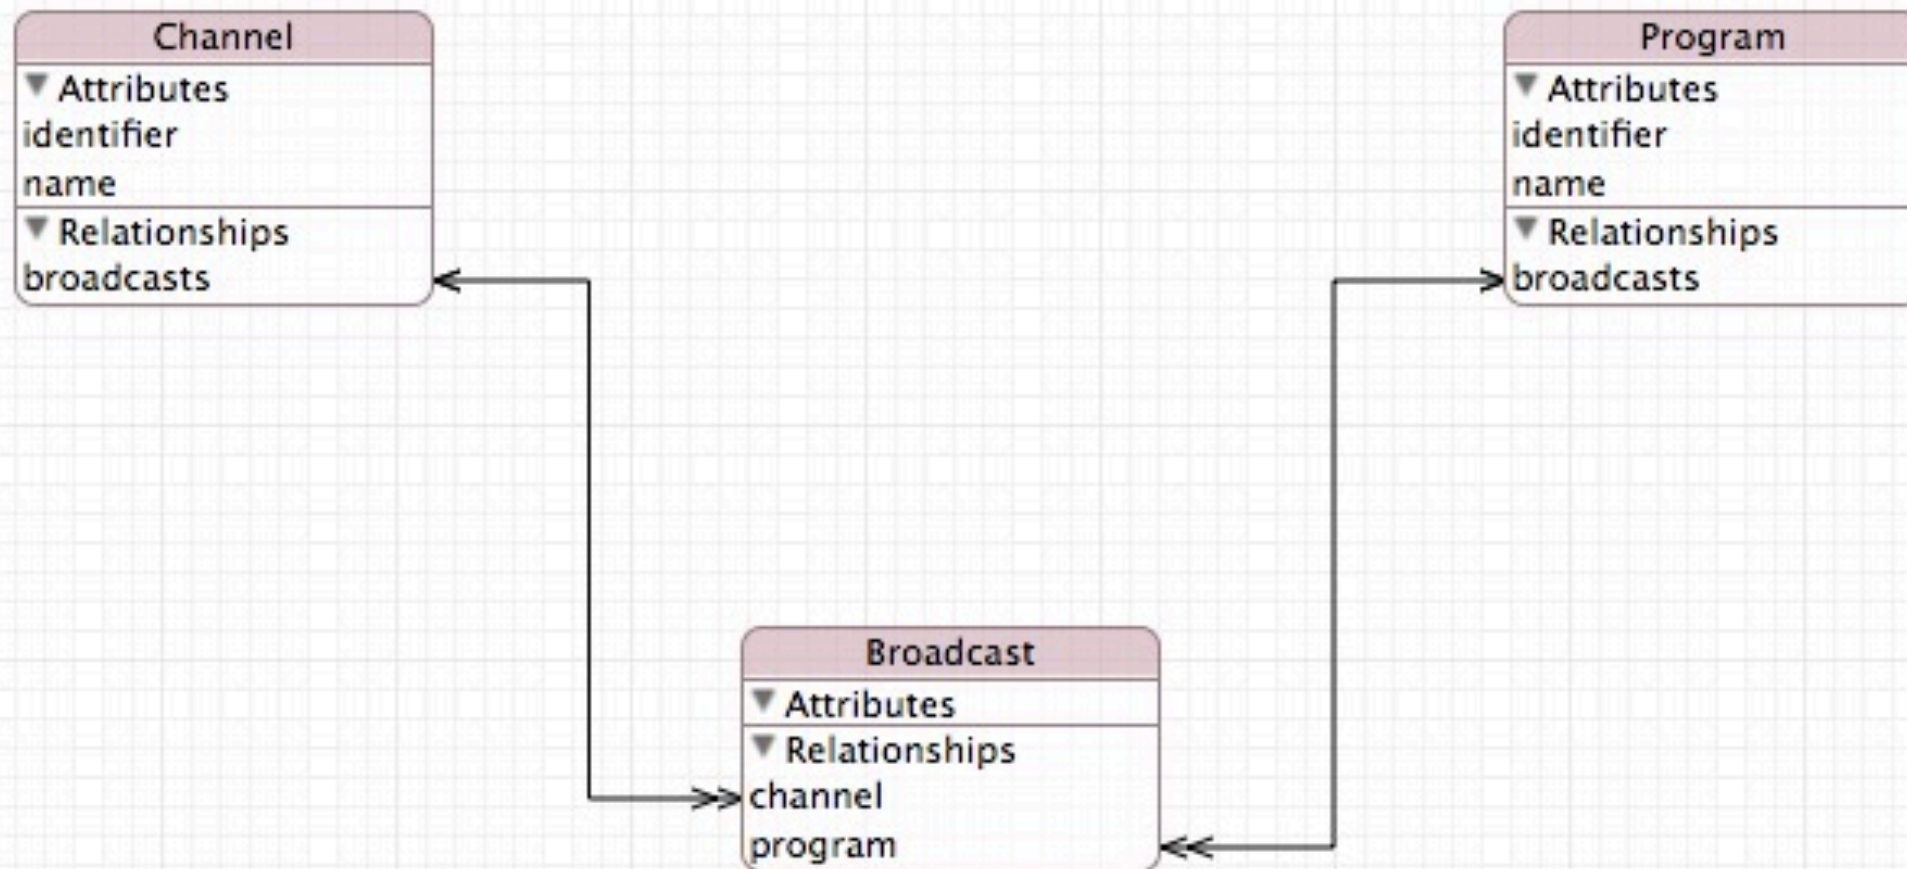 Channel
Attributes
identifier
name
Relationships
broadcasts
Program
Attributes
identifier
name
Relationships
broadcasts
Broadcast
Attributes
Relationships
channel
program